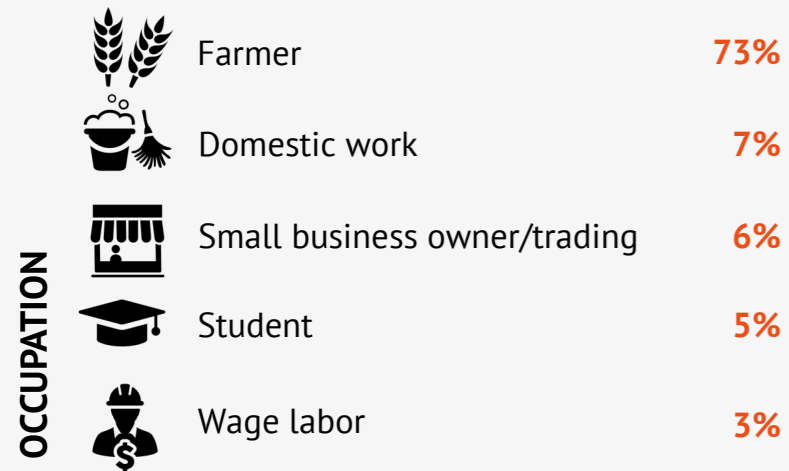 OCCUPATION
Farmer 73%
Domestic work 7%
Small business owner/trading 6%
Student 5%
Wage labor 3%
$